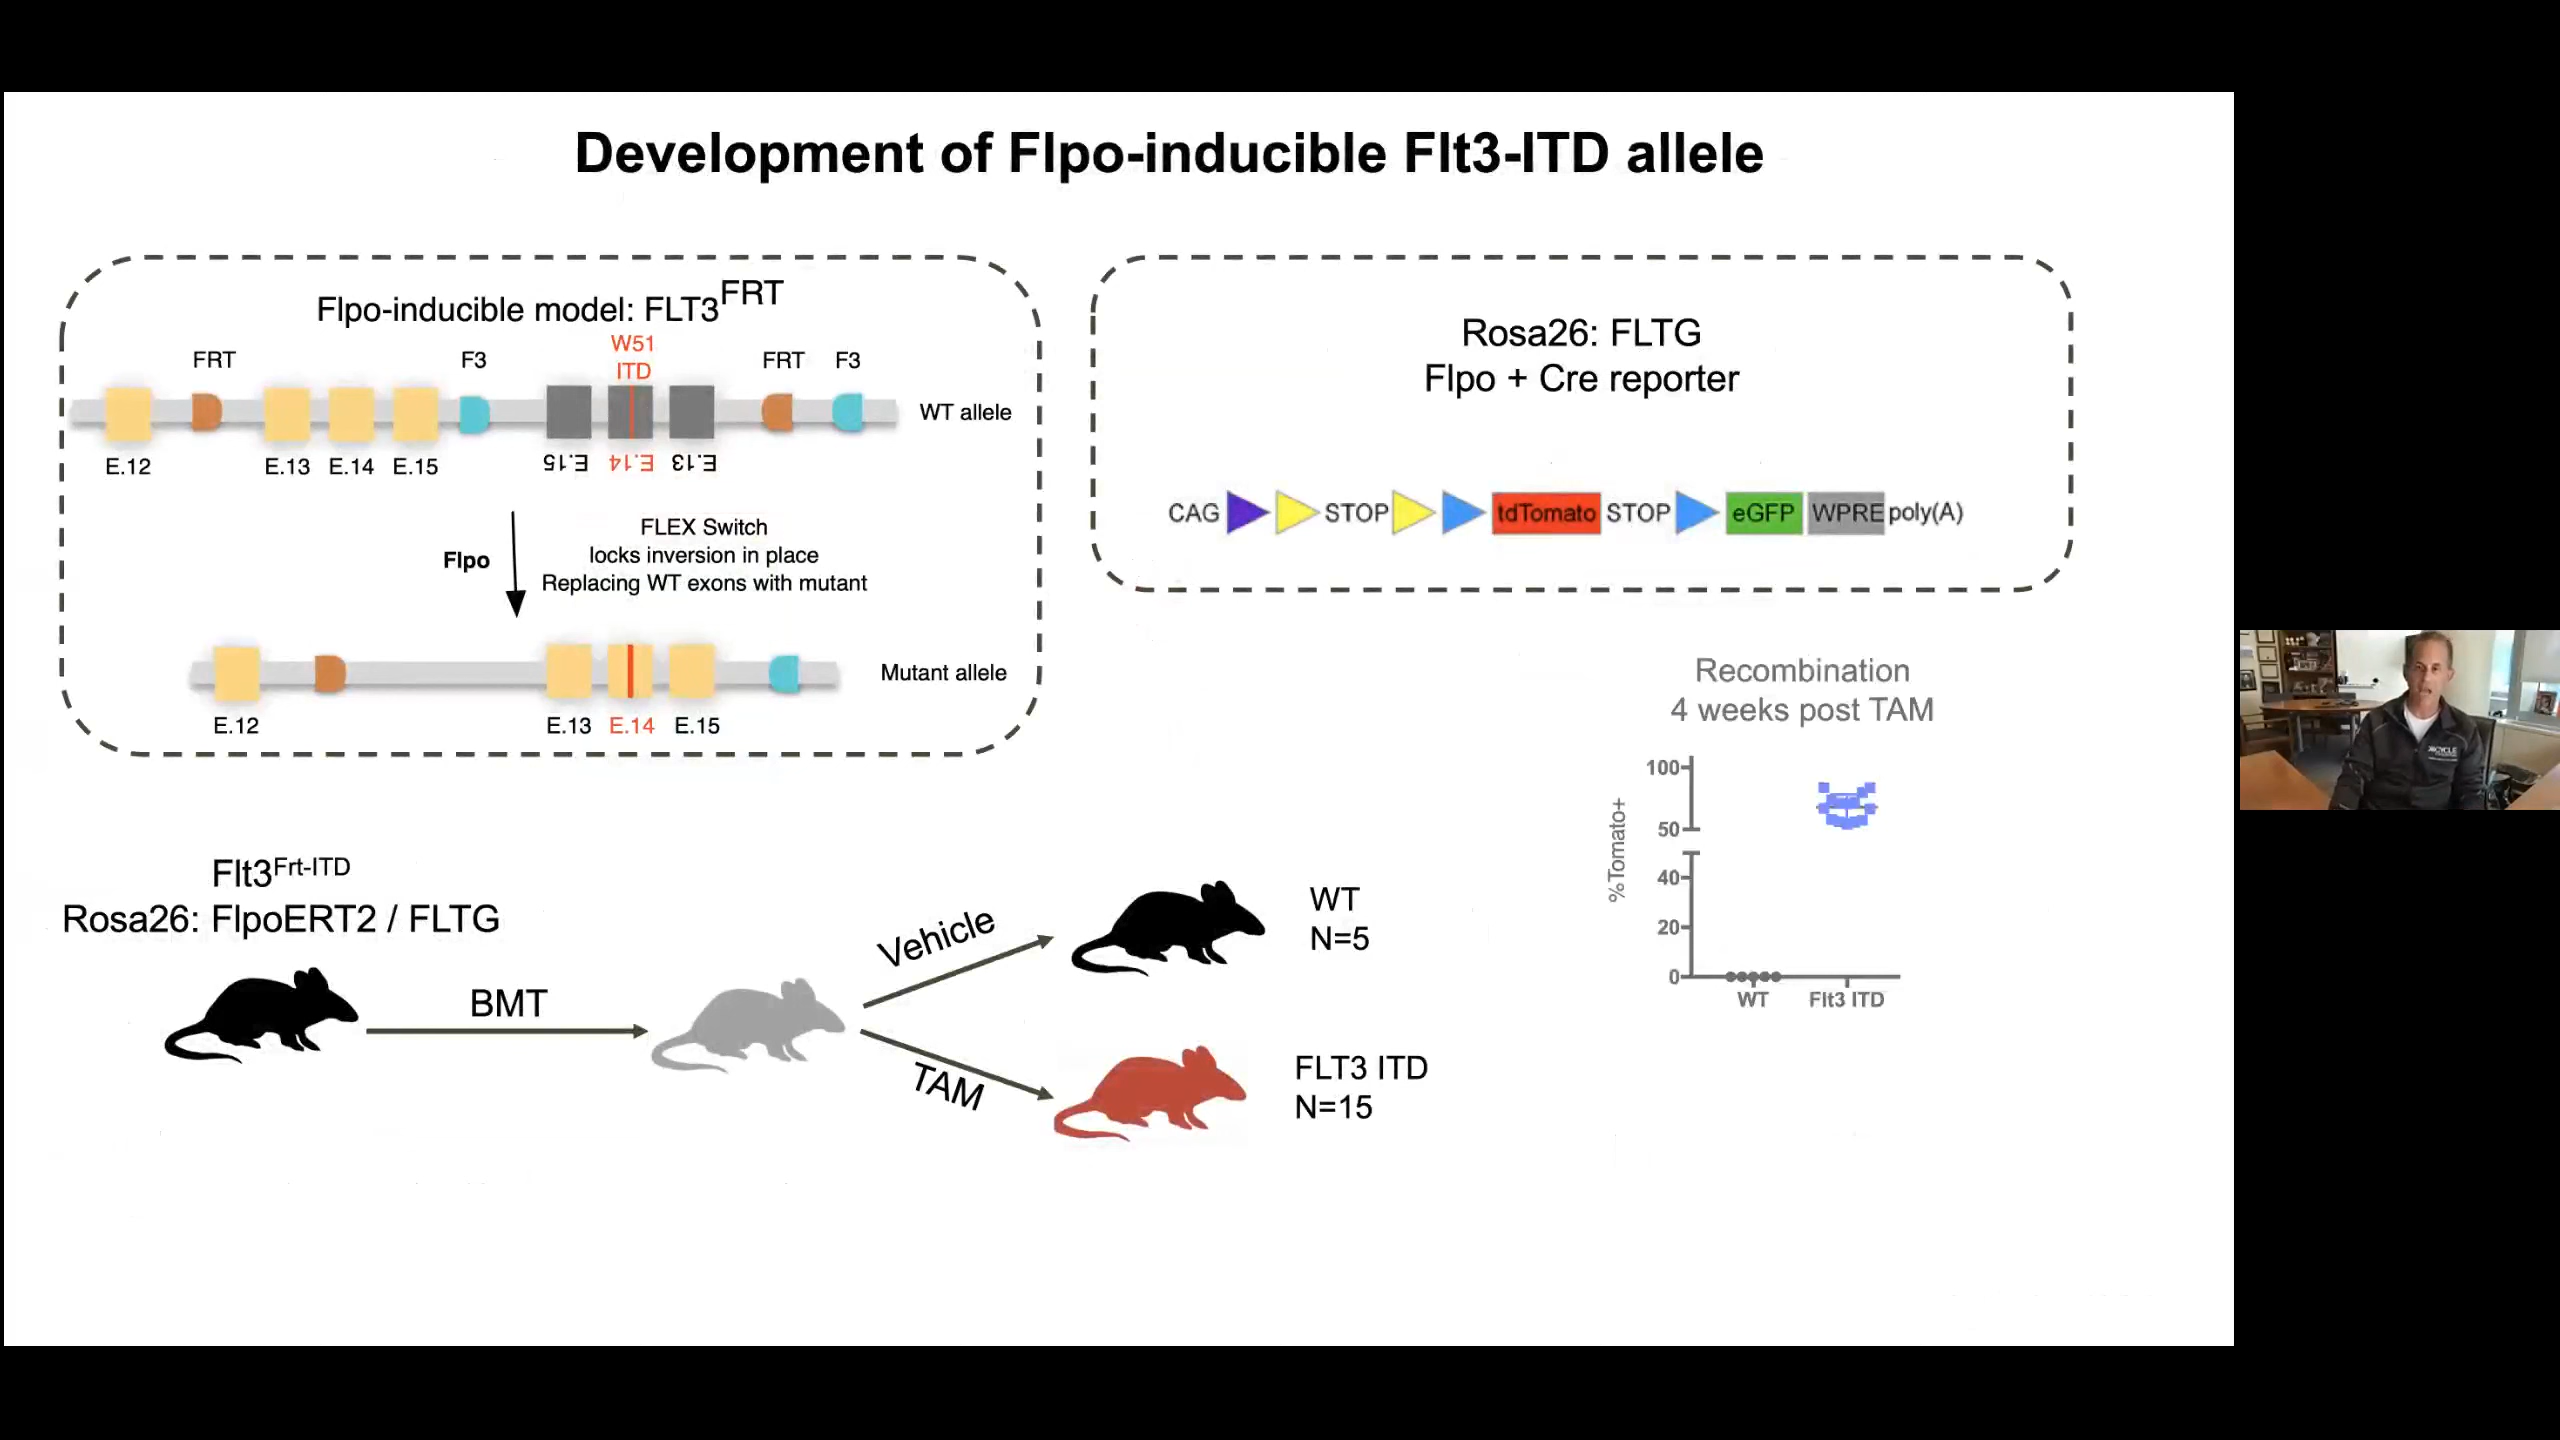 Development of Flpo-inducible Flt3-ITD allele
Flpo-inducible model: FLT3FRT
W51
ITD
FRT
F3
FRT
F3
WT allele
E.12
E.13
E.14
E.15
E.15
E.14
E.13
Flpo
FLEX Switch
locks inversion in place
Replacing WT exons with mutant
Mutant allele
E.12
E.13
E.14
E.15
Rosa26: FLTG
Flpo + Cre reporter
CAG STOP tdTomato STOP eGFP WPRE poly(A)
Recombination
4 weeks post TAM
%Tomato+
100
50
40
20
0
WT
Flt3 ITD
Flt3Frt-ITD
Rosa26: FlpoERT2 / FLTG
BMT
Vehicle
TAM
WT
N=5
FLT3 ITD
N=15
CYCLE